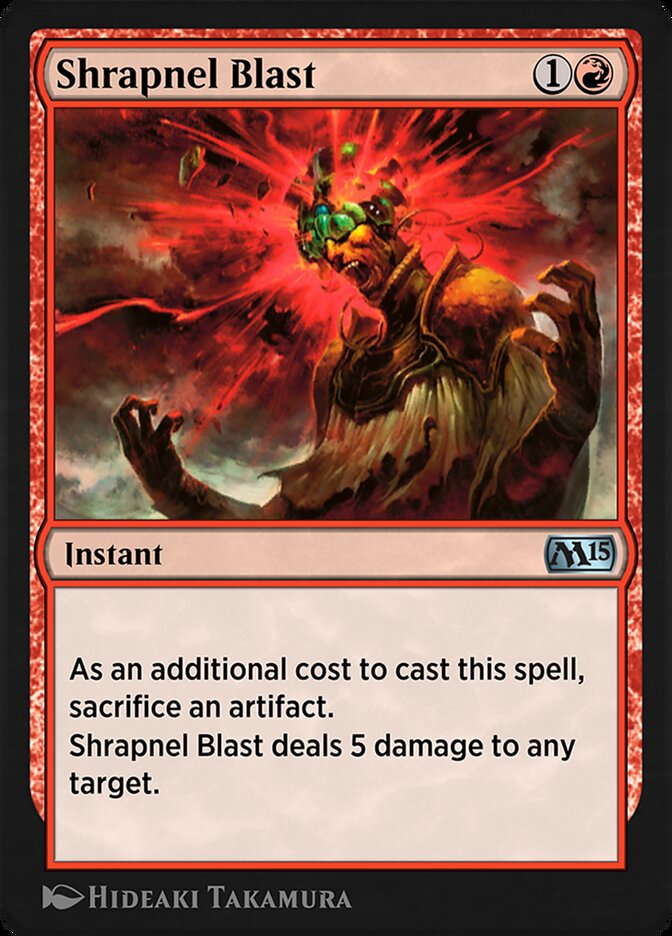 Shrapnel Blast 1
Instant M15
As an additional cost to cast this spell,
sacrifice an artifact.
Shrapnel Blast deals 5 damage to any
target.
Hideaki Takamura